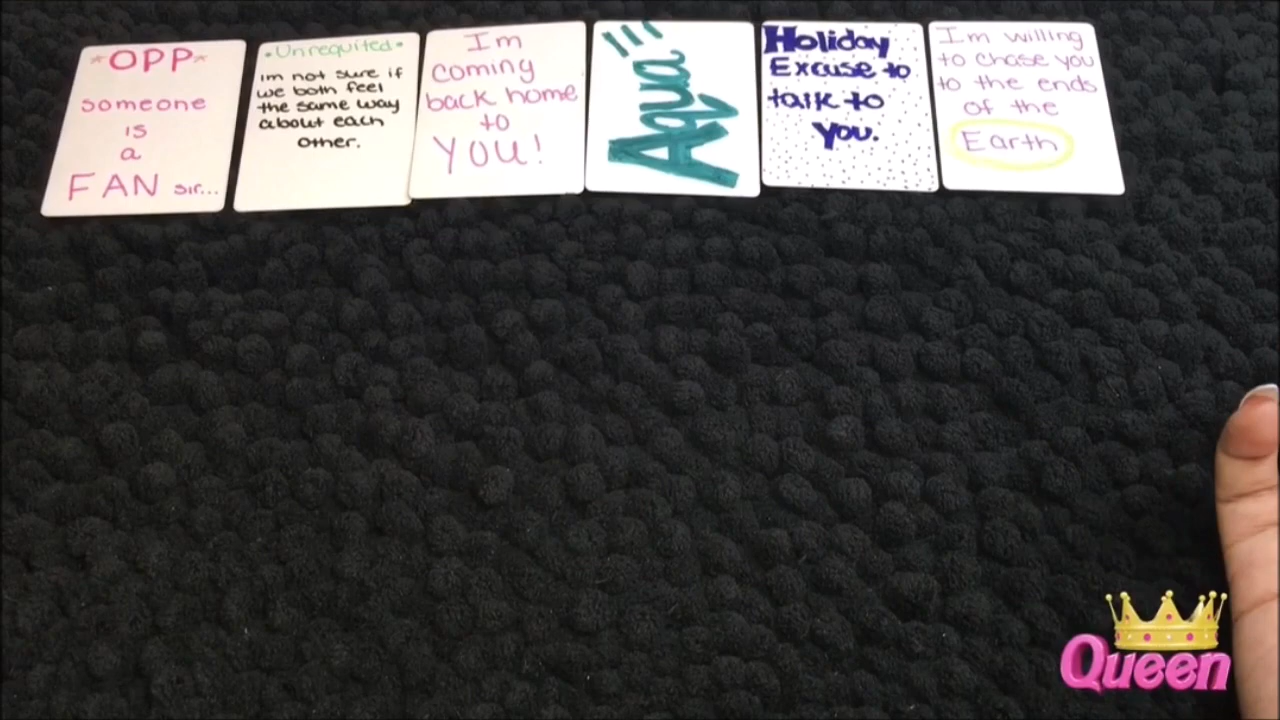 *OPP*
someone
is
a
FAN sir...
•Unrequited•
im not sure if
we both feel
the same way
about each
other.
Im
coming
back home
to
YOU!
Aqua
Holiday
Excuse to
talk to
You.
I'm willing
to chase you
to the ends
of the
Earth
Queen